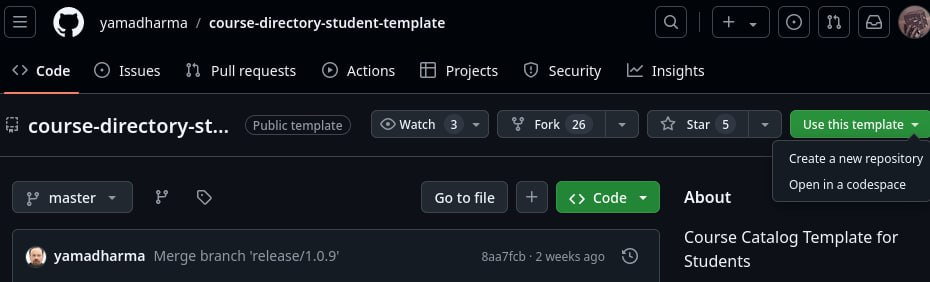 yamadharma / course-directory-student-template
Code Issues Pull requests Actions Projects Security Insights
course-directory-st... Public template Watch 3 Fork 26 Star 5 Use this template
Create a new repository
Open in a codespace
master Go to file Code About
Course Catalog Template for
Students
yamadharma Merge branch 'release/1.0.9' 8aa7fcb · 2 weeks ago